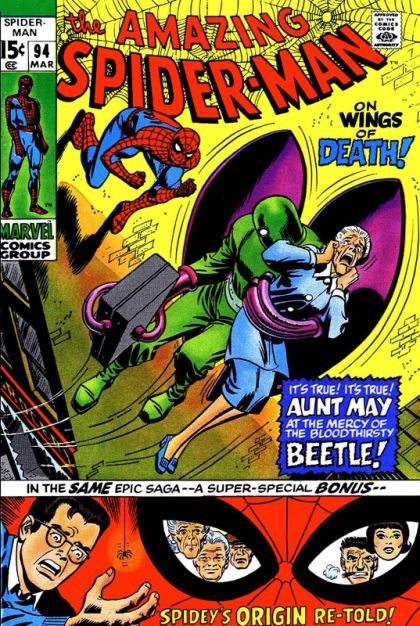 SPIDER-
MAN
15¢ 94
CC MAR
APPROVED
BY THE
COMICS
CODE
AUTHORITY
the AMAZING
SPIDER-MAN
TM
ON
WINGS
OF
DEATH!
MARVEL
COMICS
GROUP
IT'S TRUE! IT'S TRUE!
AUNT MAY
AT THE MERCY OF
THE BLOODTHIRSTY
BEETLE!
IN THE SAME EPIC SAGA--A SUPER-SPECIAL BONUS--
SPIDEY'S ORIGIN RE-TOLD!